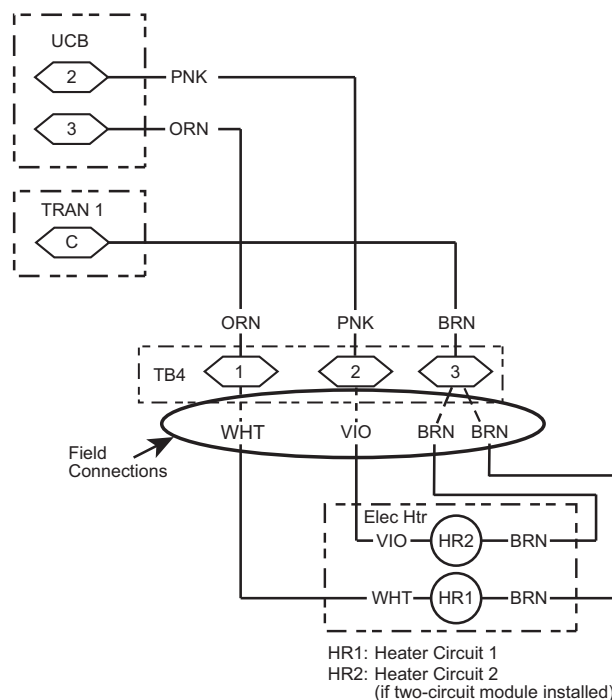 UCB
2 PNK
3 ORN
TRAN 1
C
ORN PNK BRN
TB4 1 2 3
WHT VIO BRN BRN
Field
Connections
Elec Htr
VIO HR2 BRN
WHT HR1 BRN
HR1: Heater Circuit 1
HR2: Heater Circuit 2
(if two-circuit module installed)